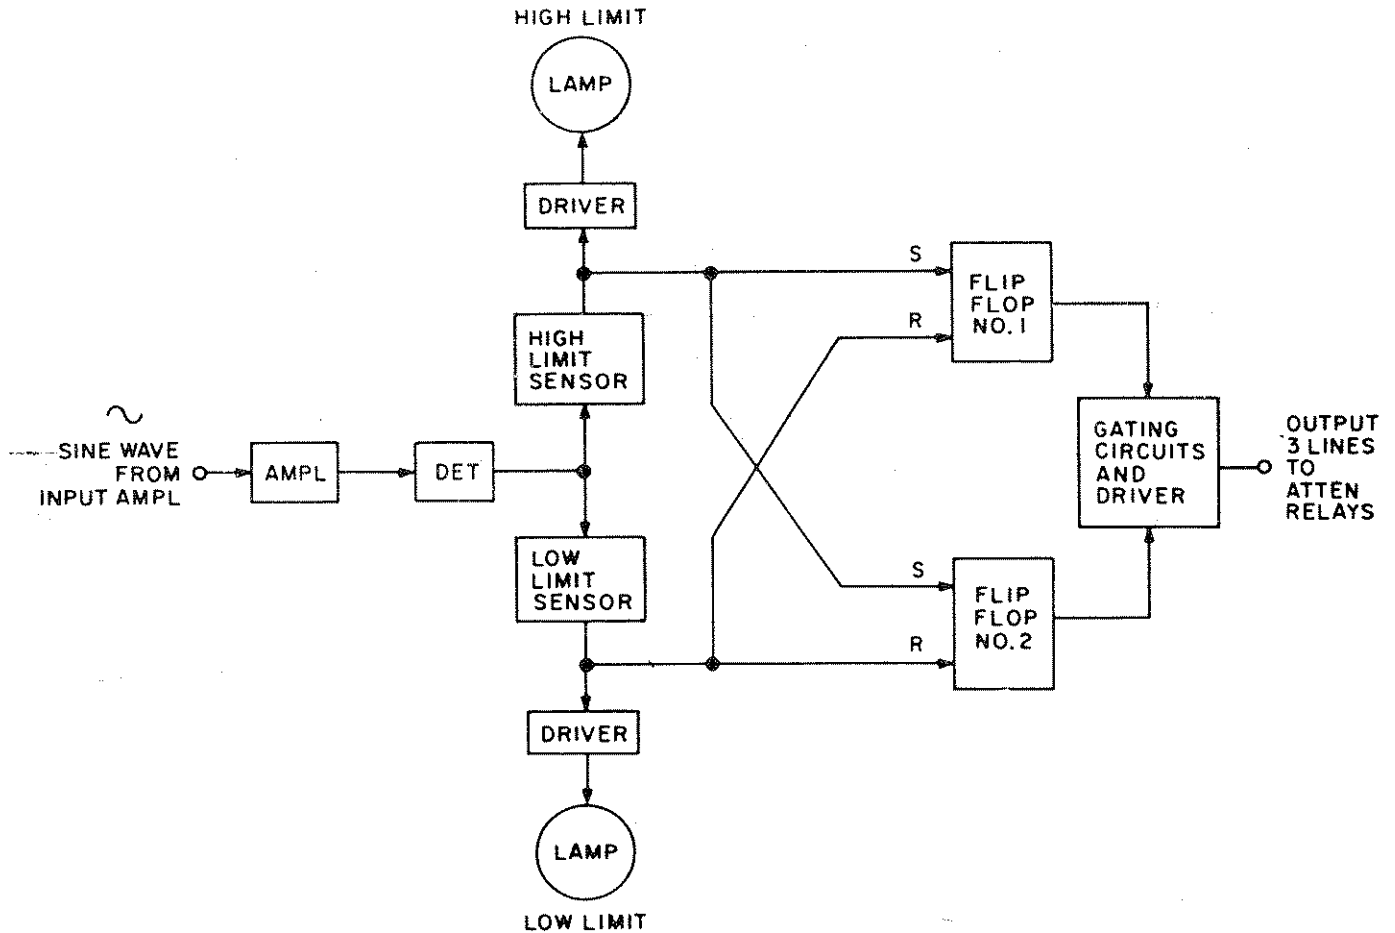 HIGH LIMIT
LAMP
DRIVER
S
FLIP
FLOP
NO.1
R
HIGH
LIMIT
SENSOR
SINE WAVE
FROM
INPUT AMPL
AMPL
DET
GATING
CIRCUITS
AND
DRIVER
OUTPUT
3 LINES
TO
ATTEN
RELAYS
LOW
LIMIT
SENSOR
S
FLIP
FLOP
NO.2
R
DRIVER
LAMP
LOW LIMIT